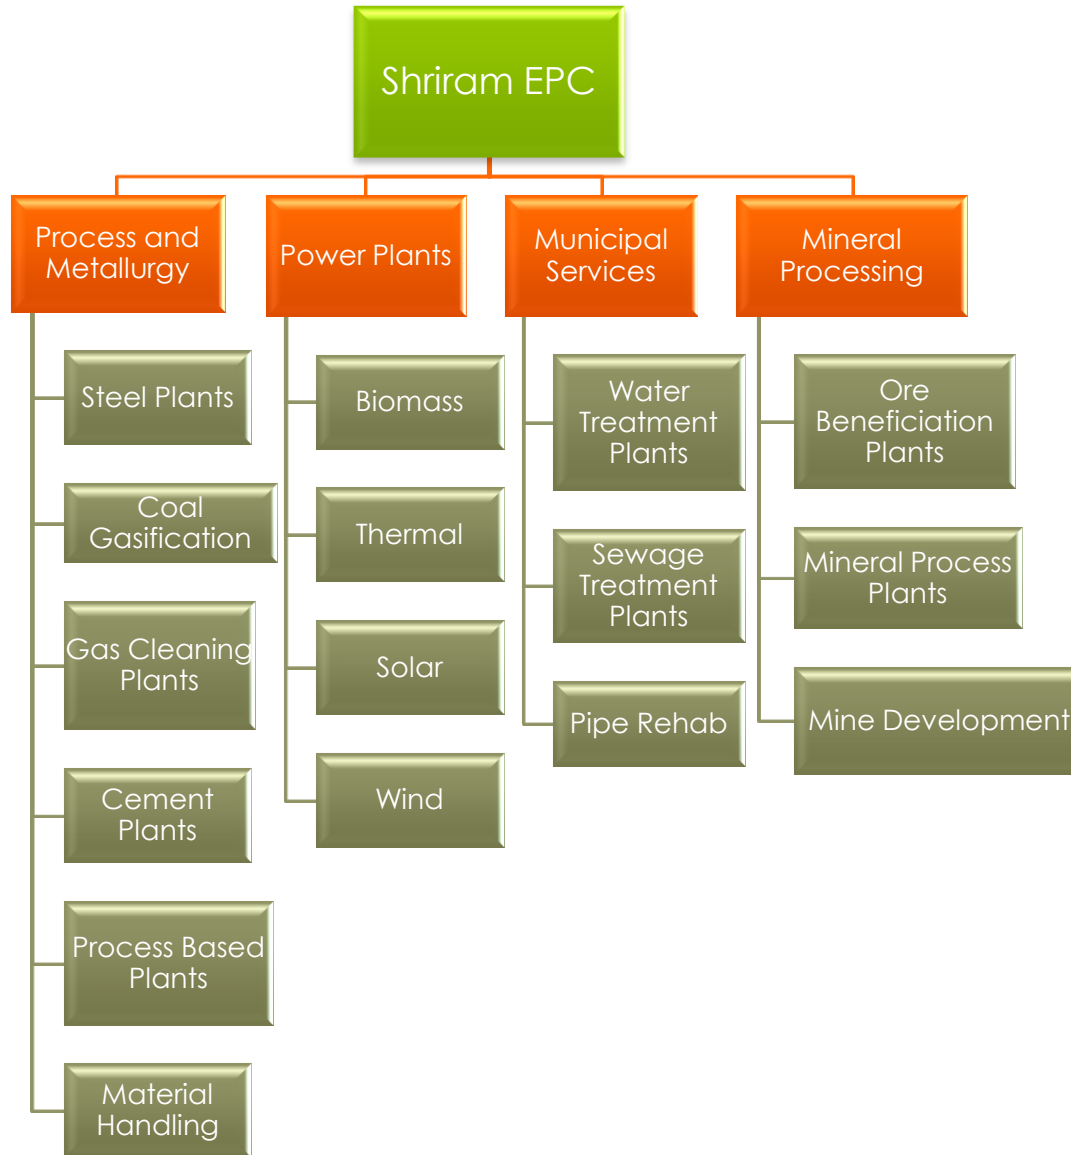 Shriram EPC
Process and
Metallurgy
Steel Plants
Coal
Gasification
Gas Cleaning
Plants
Cement
Plants
Process Based
Plants
Material
Handling
Power Plants
Biomass
Thermal
Solar
Wind
Municipal
Services
Water
Treatment
Plants
Sewage
Treatment
Plants
Pipe Rehab
Mineral
Processing
Ore
Beneficiation
Plants
Mineral Process
Plants
Mine Development